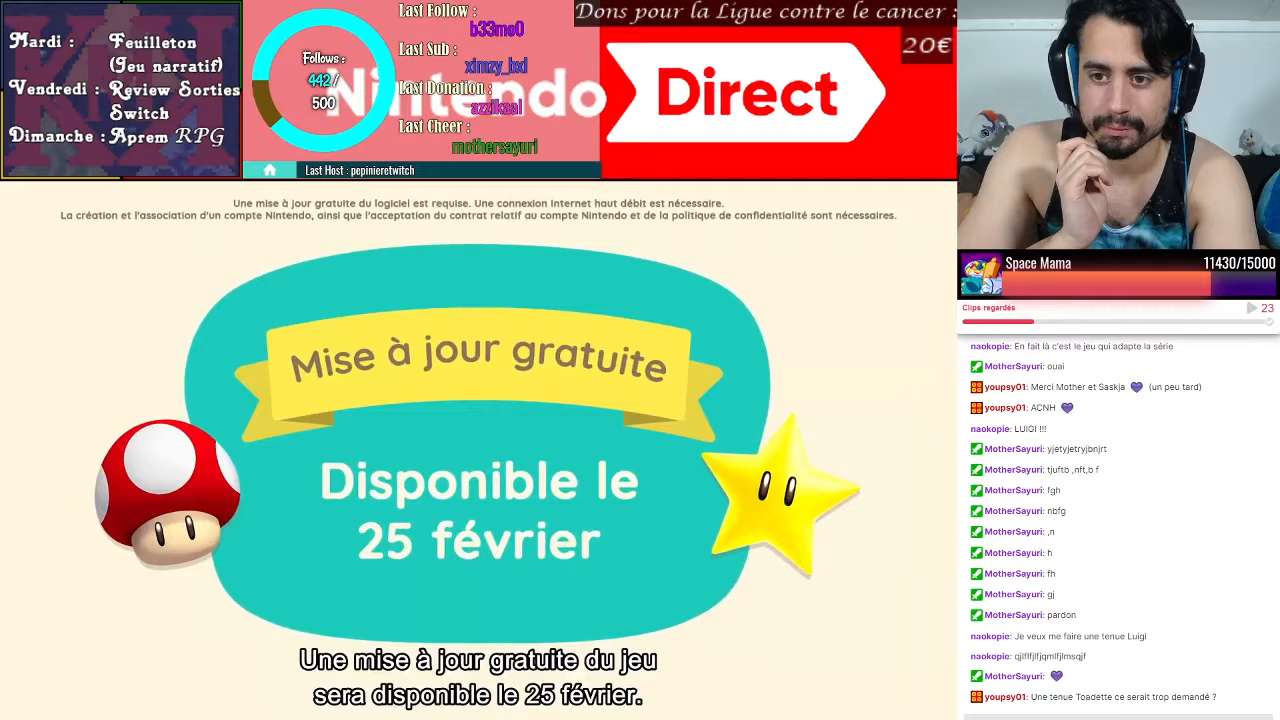 Mardi : Feuilleton
(Jeu narratif)
Vendredi : Review Sorties
Switch
Dimanche : Aprem RPG
Follows :
442 /
500
Last Follow :
b33mo0
Last Sub :
ximzy_bxl
Last Donation :
azzikaal
Last Cheer :
mothersayuri
Last Host : pepinieretwitch
Nintendo Direct
Dons pour la Ligue contre le cancer :
20€
Une mise à jour gratuite du logiciel est requise. Une connexion Internet haut débit est nécessaire.
La création et l'association d'un compte Nintendo, ainsi que l'acceptation du contrat relatif au compte Nintendo et de la politique de confidentialité sont nécessaires.
Mise à jour gratuite
Disponible le
25 février
Une mise à jour gratuite du jeu
sera disponible le 25 février.
Space Mama 11430/15000
Clips regardés 23
naokopie: En fait là c'est le jeu qui adapte la série
MotherSayuri: ouai
youpsy01: Merci Mother et Saskja 💜 (un peu tard)
youpsy01: ACNH 💜
naokopie: LUIGI !!!
MotherSayuri: yjetyjetryjbnjrt
MotherSayuri: tjuftb ,nft,b f
MotherSayuri: fgh
MotherSayuri: nbfg
MotherSayuri: ,n
MotherSayuri: h
MotherSayuri: fh
MotherSayuri: gj
MotherSayuri: pardon
naokopie: Je veux me faire une tenue Luigi
naokopie: qjlflfjfjqmlfjlmsqjf
MotherSayuri: 💜
youpsy01: Une tenue Toadette ce serait trop demandé ?